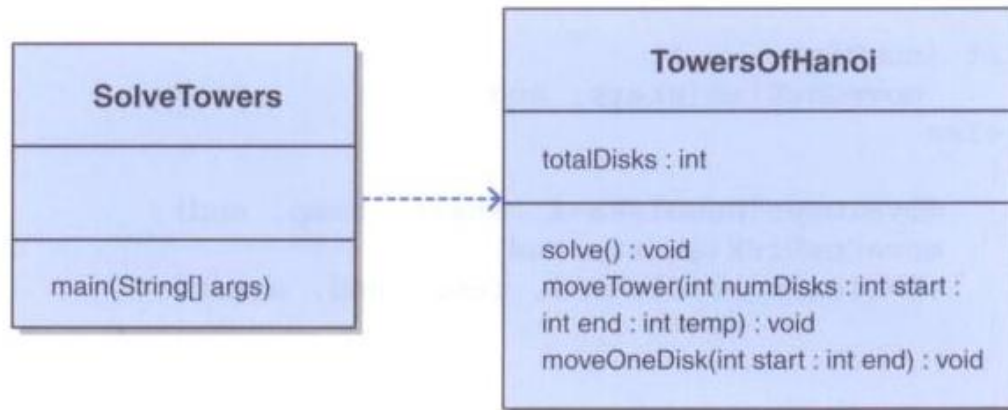 SolveTowers
main(String[] args)
TowersOfHanoi
totalDisks : int
solve() : void
moveTower(int numDisks : int start :
int end : int temp) : void
moveOneDisk(int start : int end) : void